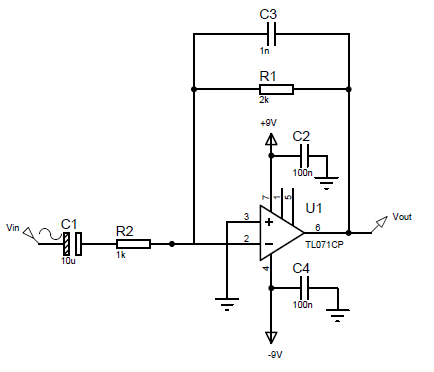 C3
1n
R1
2k
+9V
C2
100n
7
1
5
U1
3
+
2
−
6
TL071CP
4
Vin
C1
10u
R2
1k
Vout
C4
100n
-9V